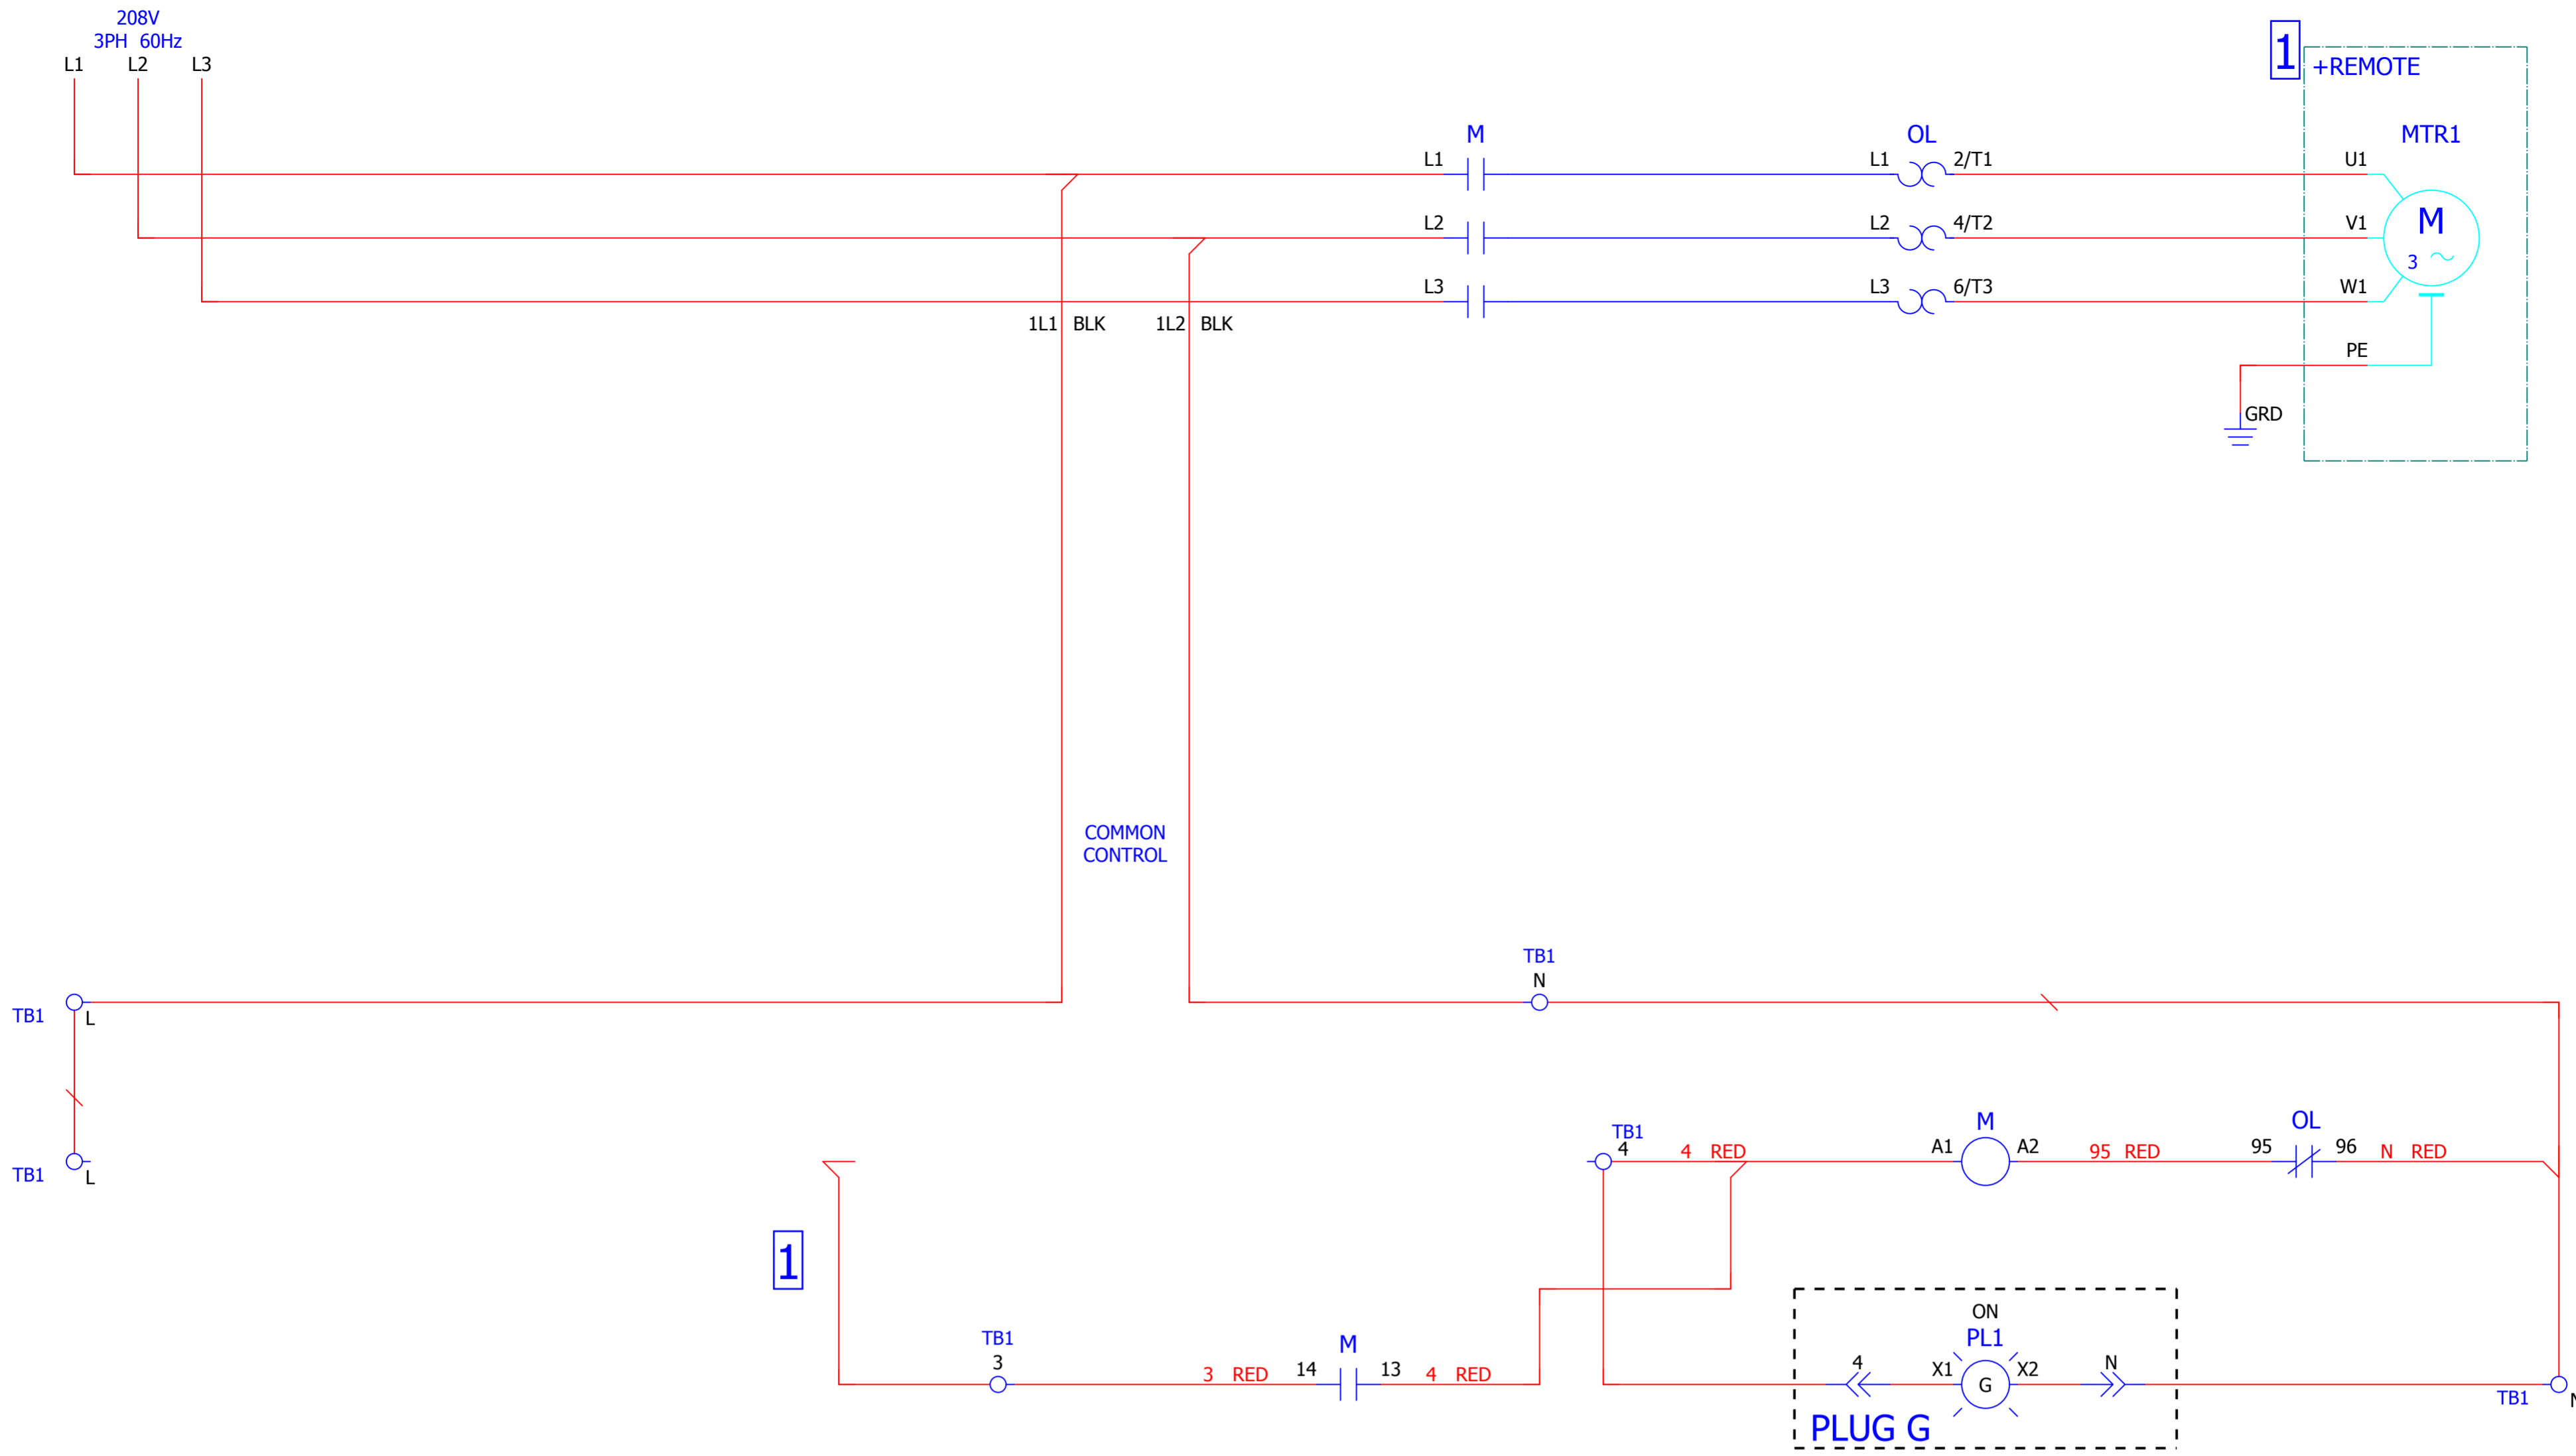 208V
3PH 60Hz
L1 L2 L3
1
+REMOTE
M OL MTR1
L1 L1 2/T1 U1
M
L2 L2 4/T2 V1
3
L3 L3 6/T3 W1
1L1 BLK 1L2 BLK
PE
GRD
COMMON
CONTROL
TB1
N
TB1 L
TB1
4
4 RED
M
A1 A2
95 RED
OL
95 96
N RED
TB1 L
1
ON
PL1
TB1
3
3 RED
M
14 13
4 RED
4 X1 G X2 N
TB1
PLUG G